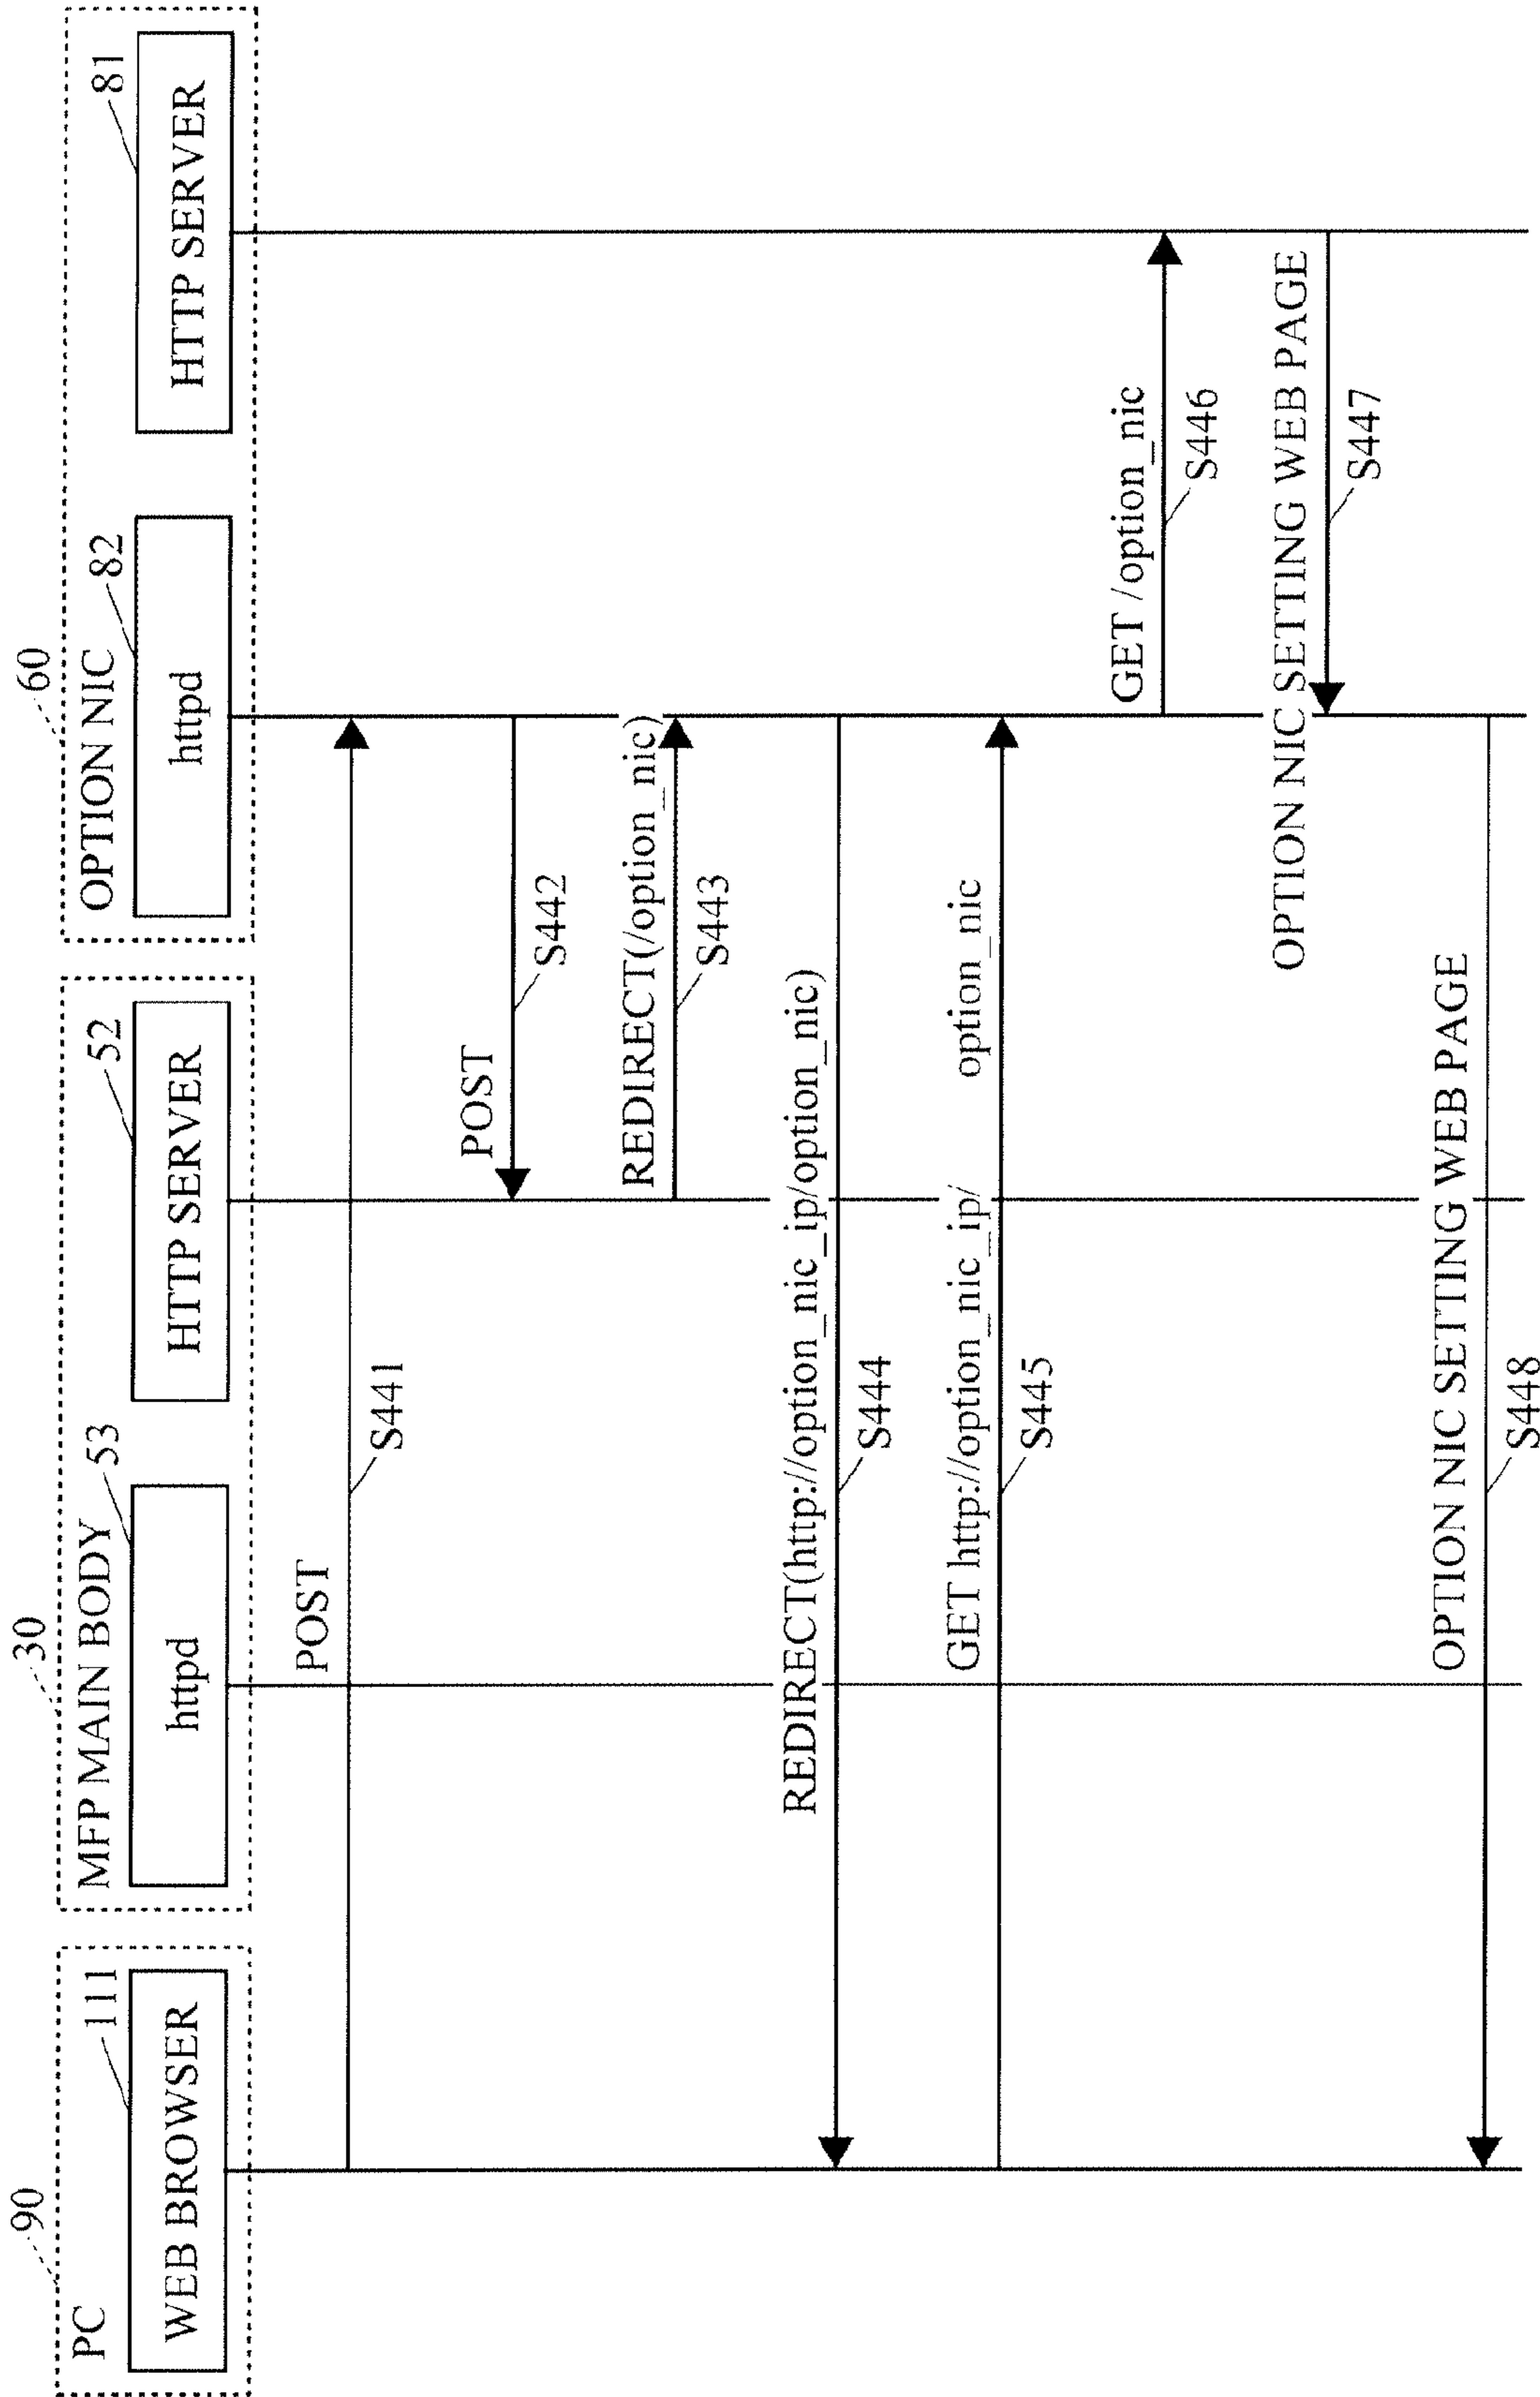 90
PC
111
WEB BROWSER
30
MFP MAIN BODY
53
httpd
52
HTTP SERVER
60
OPTION NIC
82
httpd
81
HTTP SERVER
POST
S441
POST
S442
REDIRECT(/option_nic)
S443
REDIRECT(http://option_nic_ip/option_nic)
S444
GET http://option_nic_ip/ option_nic
S445
GET /option_nic
S446
OPTION NIC SETTING WEB PAGE
S447
OPTION NIC SETTING WEB PAGE
S448